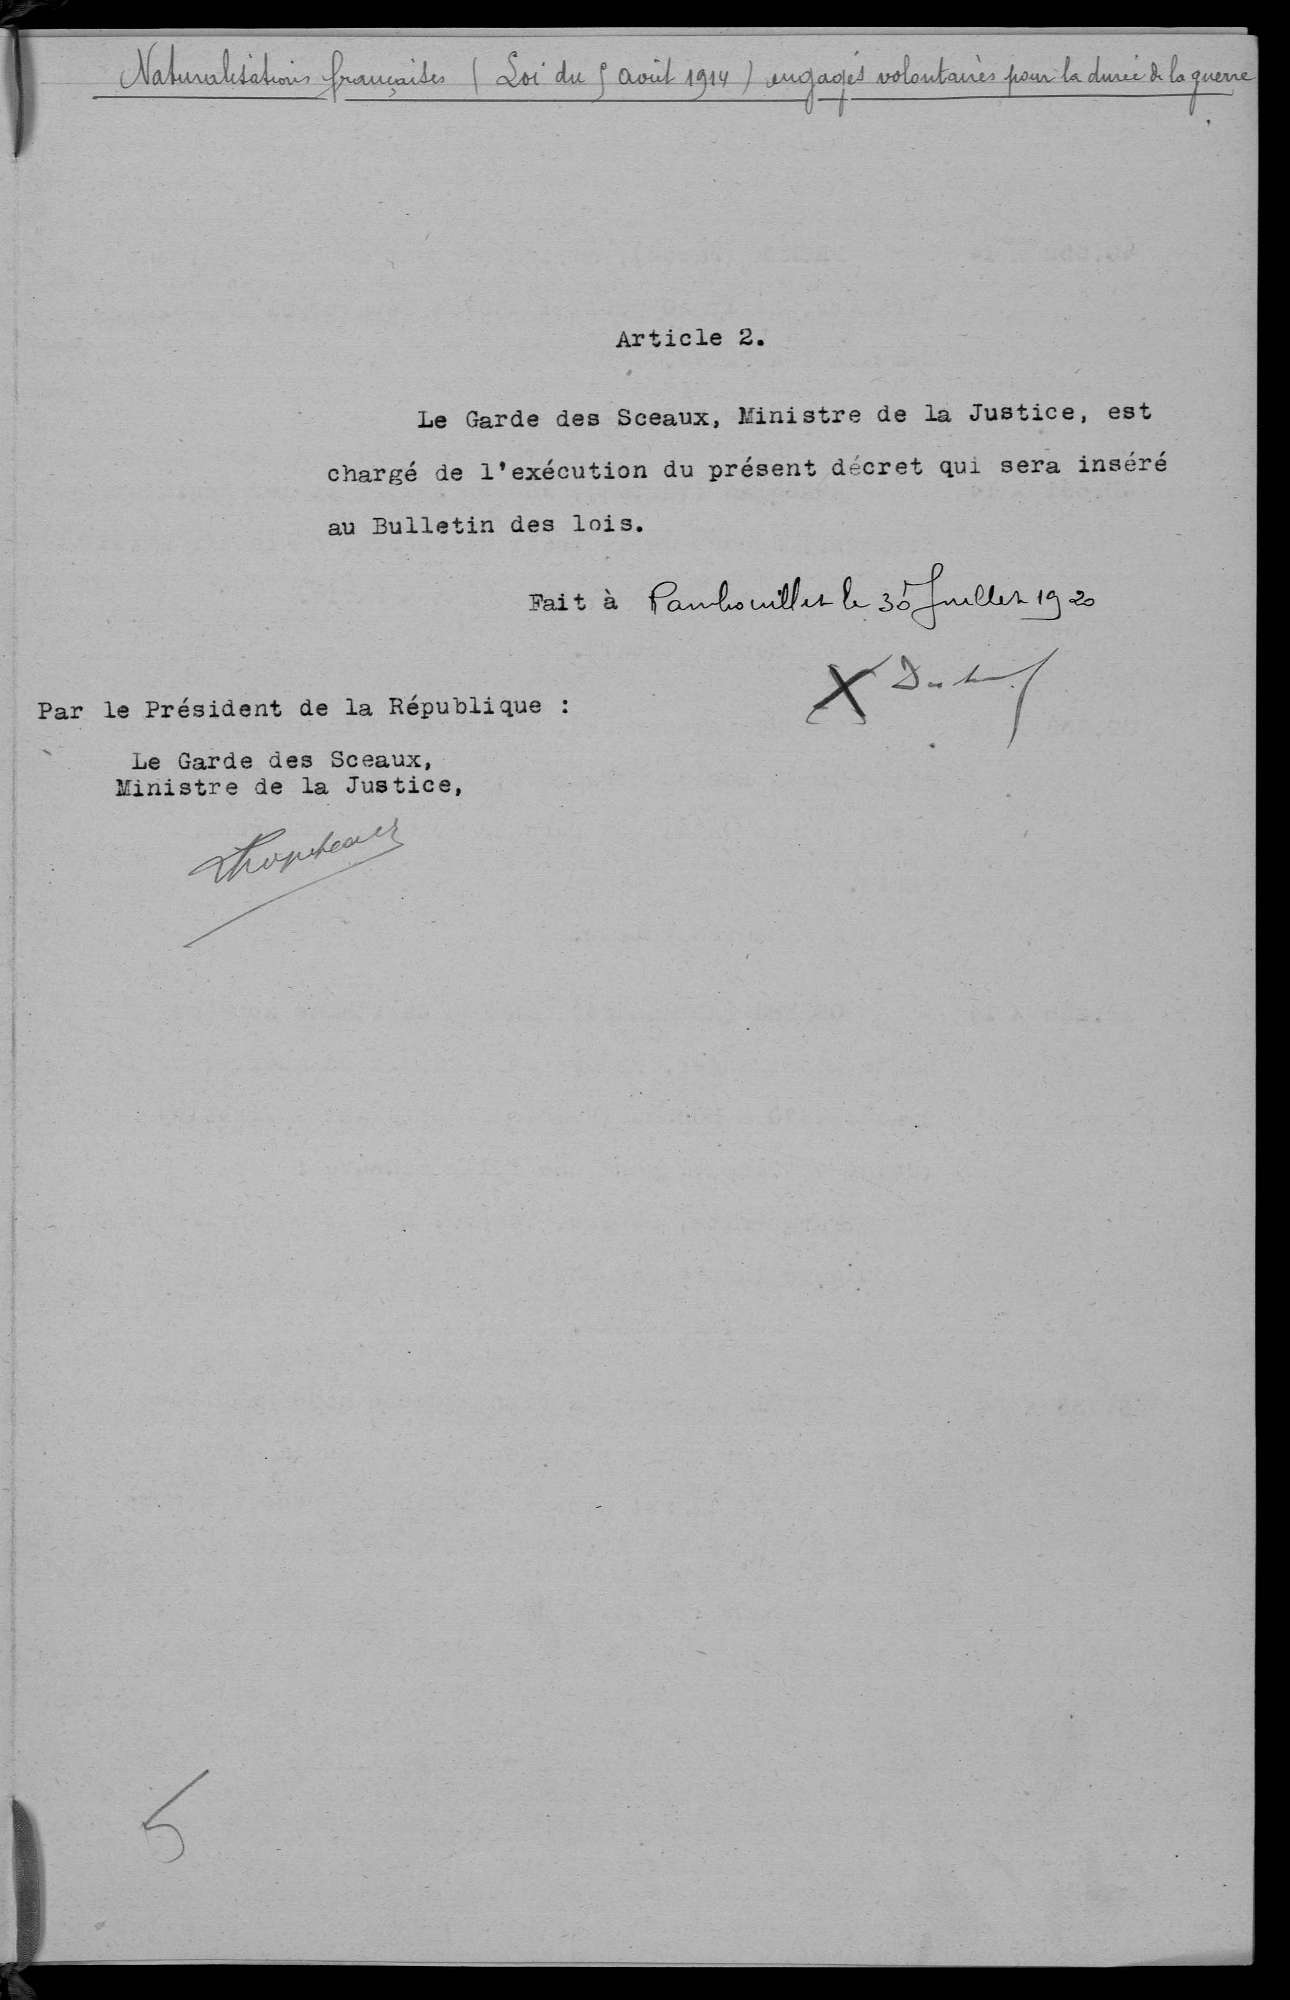 Naturalisations françaises (Loi du 5 août 1914) engagés volontaires pour la durée de la guerre
Article 2.
Le Garde des Sceaux, Ministre de la Justice, est
chargé de l'exécution du présent décret qui sera inséré
au Bulletin des lois.
Fait à Rambouillet le 30 Juillet 1920
X
Par le Président de la République :
Le Garde des Sceaux,
Ministre de la Justice,
5